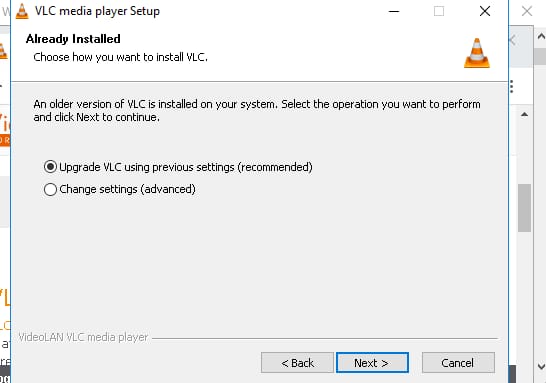 VLC media player Setup
Already Installed
Choose how you want to install VLC.
An older version of VLC is installed on your system. Select the operation you want to perform
and click Next to continue.
Upgrade VLC using previous settings (recommended)
Change settings (advanced)
VideoLAN VLC media player
< Back
Next >
Cancel